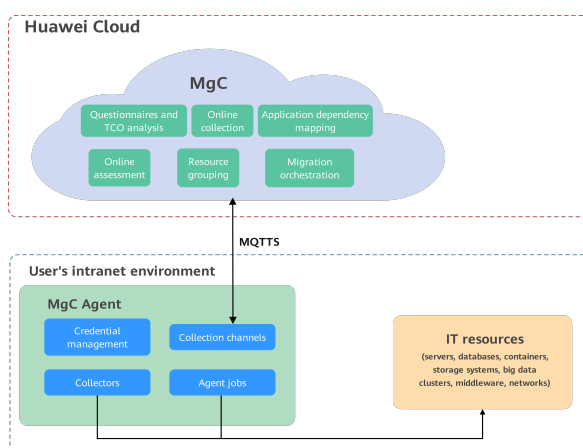 Huawei Cloud
MgC
Questionnaires and
TCO analysis
Online
collection
Application dependency
mapping
Online
assessment
Resource
grouping
Migration
orchestration
MQTTS
User's intranet environment
MgC Agent
Credential
management
Collection channels
Collectors
Agent jobs
IT resources
(servers, databases, containers,
storage systems, big data
clusters, middleware, networks)